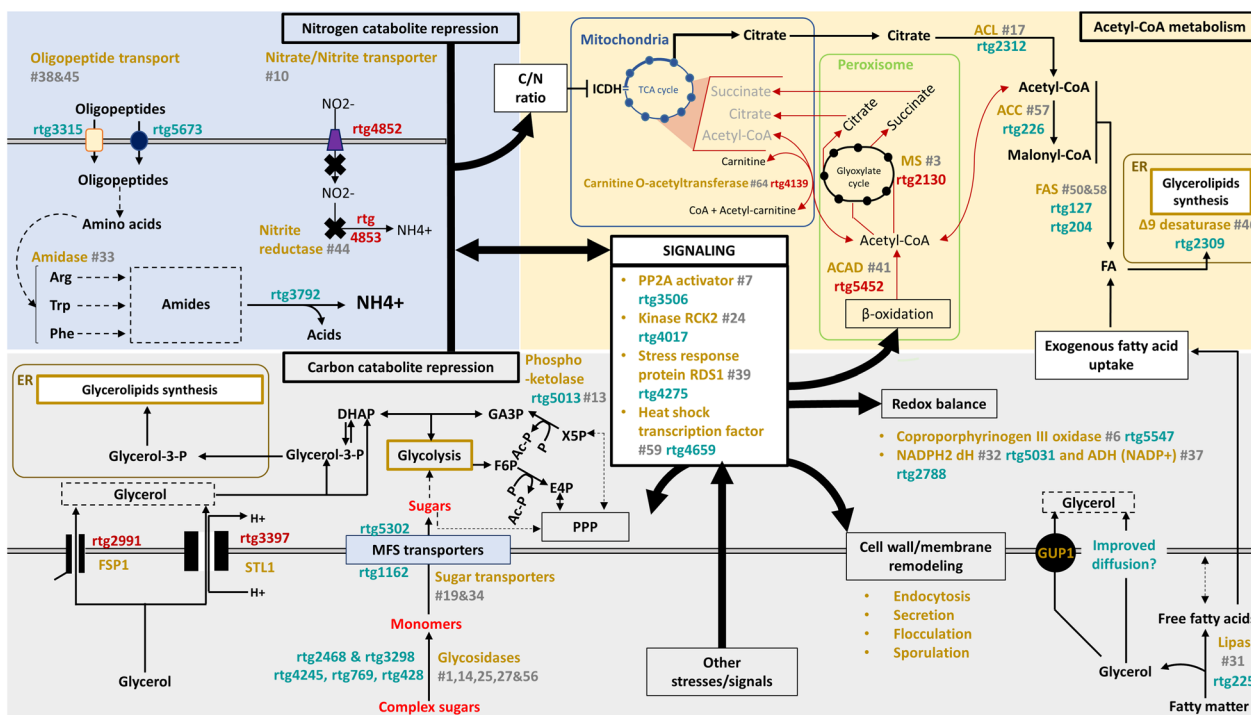 Nitrogen catabolite repression
Oligopeptide transport
#38&45
Nitrate/Nitrite transporter
#10
Oligopeptides
NO2-
rtg3315
rtg5673
rtg4852
Oligopeptides
NO2-
Amino acids
rtg
4853
NH4+
Nitrite
reductase #44
Amidase #33
Arg
Trp
Phe
Amides
rtg3792
NH4+
Acids
C/N
ratio
ICDH
Mitochondria
Citrate
Citrate
TCA cycle
Succinate
Citrate
Acetyl-CoA
Carnitine
Carnitine O-acetyltransferase #64 rtg4139
CoA + Acetyl-carnitine
Peroxisome
Citrate
Succinate
Glyoxylate
cycle
MS #3
rtg2130
Acetyl-CoA
ACAD #41
rtg5452
β-oxidation
Acetyl-CoA metabolism
ACL #17
rtg2312
Acetyl-CoA
ACC #57
rtg226
Malonyl-CoA
FAS #50&58
rtg127
rtg204
FA
ER
Glycerolipids
synthesis
Δ9 desaturase
rtg2309
Exogenous fatty acid
uptake
SIGNALING
• PP2A activator #7
rtg3506
• Kinase RCK2 #24
rtg4017
• Stress response
protein RDS1 #39
rtg4275
• Heat shock
transcription factor
#59 rtg4659
Carbon catabolite repression
ER
Glycerolipids synthesis
Glycerol-3-P
Glycerol-3-P
DHAP
GA3P
Glycolysis
Phospho
-ketolase
rtg5013 #13
X5P
Ac-P
P
F6P
P
Ac-P
E4P
PPP
Sugars
Glycerol
H+
rtg2991
FSP1
rtg3397
STL1
H+
Glycerol
rtg5302
MFS transporters
rtg1162
Sugar transporters
#19&34
Monomers
rtg2468 & rtg3298
rtg4245, rtg769, rtg428
Glycosidases
#1,14,25,27&56
Complex sugars
Other
stresses/signals
Redox balance
• Coproporphyrinogen III oxidase #6 rtg5547
• NADPH2 dH #32 rtg5031 and ADH (NADP+) #37
rtg2788
Cell wall/membrane
remodeling
• Endocytosis
• Secretion
• Flocculation
• Sporulation
Glycerol
GUP1
Improved
diffusion?
Glycerol
Free fatty acids
Lipas
#31
rtg225
Fatty matter